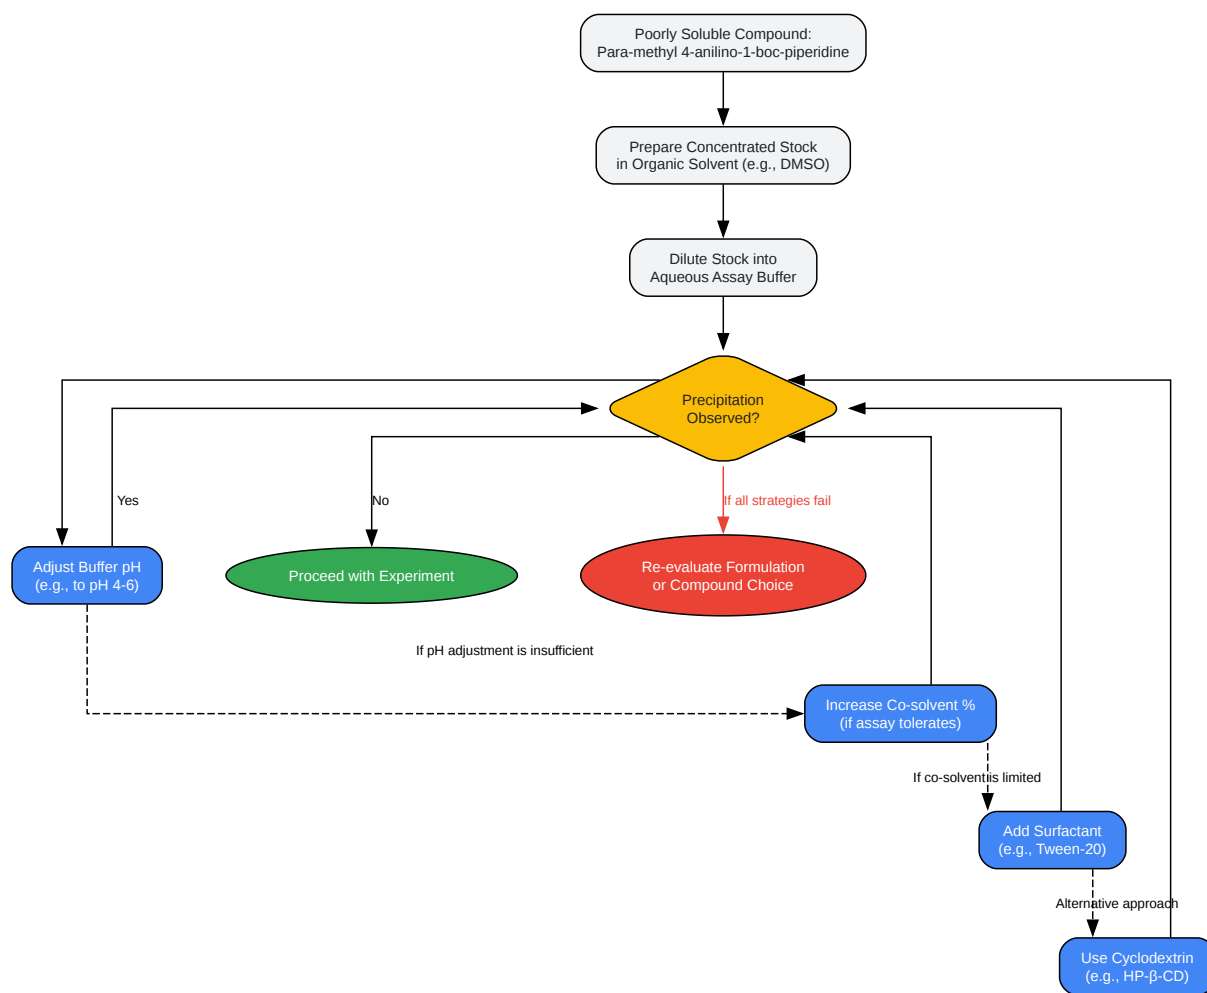 Poorly Soluble Compound:
Para-methyl 4-anilino-1-boc-piperidine
Prepare Concentrated Stock
in Organic Solvent (e.g., DMSO)
Dilute Stock into
Aqueous Assay Buffer
Precipitation
Observed?
Yes
No
If all strategies fail
Adjust Buffer pH
(e.g., to pH 4-6)
Proceed with Experiment
Re-evaluate Formulation
or Compound Choice
If pH adjustment is insufficient
Increase Co-solvent %
(if assay tolerates)
If co-solvent is limited
Add Surfactant
(e.g., Tween-20)
Alternative approach
Use Cyclodextrin
(e.g., HP-β-CD)